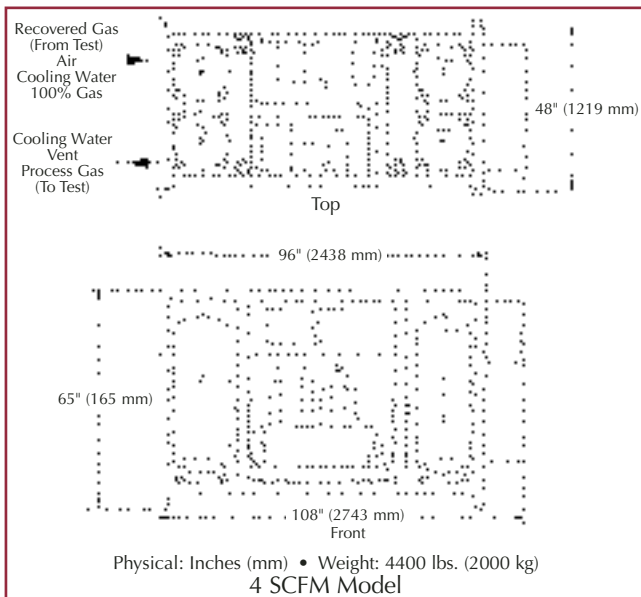 Recovered Gas
(From Test)
Air
Cooling Water
100% Gas
48" (1219 mm)
Cooling Water
Vent
Process Gas
(To Test)
Top
96" (2438 mm)
65" (165 mm)
108" (2743 mm)
Front
Physical: Inches (mm) • Weight: 4400 lbs. (2000 kg)
4 SCFM Model